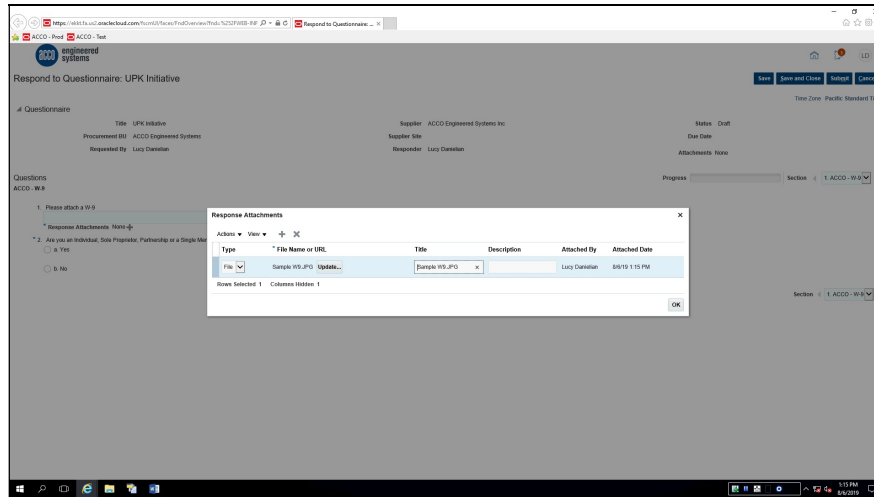 https://ekkt.fa.us2.oraclecloud.com/fscmUI/faces/FndOverview?fndc
Respond to Questionnaire: ...
ACCO - Prod
ACCO - Test
acco engineered systems
LD
Respond to Questionnaire: UPK Initiative
Save
Save and Close
Submit
Time Zone Pacific Standard
Questionnaire
Title UPK Initiative
Supplier ACCO Engineered Systems Inc
Status Draft
Procurement BU ACCO Engineered Systems
Supplier Site
Due Date
Requested By Lucy Danielian
Responder Lucy Danielian
Attachments None
Questions
Progress
Section 1. ACCO - W-9
ACCO - W-9
1. Please attach a W-9
* Response Attachments None
* 2. Are you an Individual, Sole Proprietor, Partnership or a Single
a. Yes
b. No
Response Attachments
Actions View
Type
* File Name or URL
Title
Description
Attached By
Attached Date
File
Sample W9.JPG Update...
Sample W9.JPG
Lucy Danielian
8/6/19 1:15 PM
Rows Selected 1
Columns Hidden 1
OK
Section 1. ACCO - W-9
1:15 PM
8/6/2019